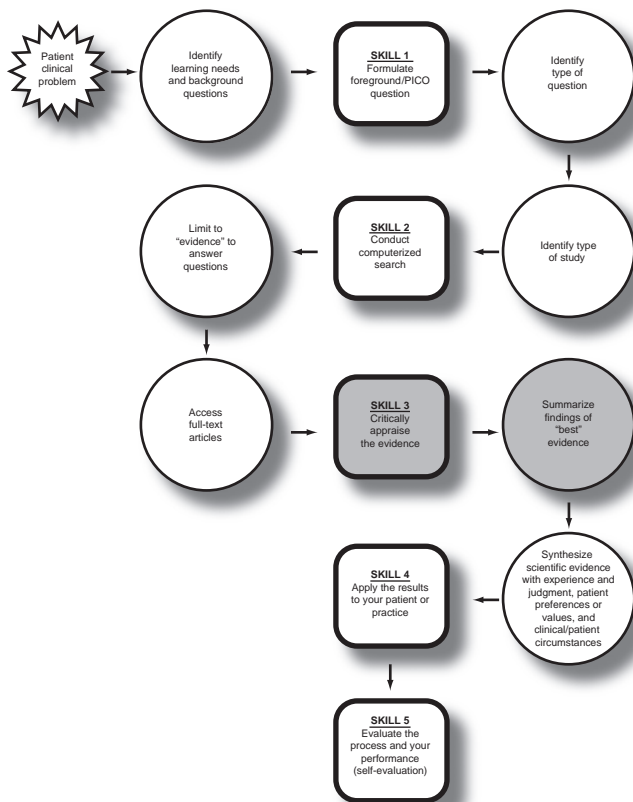 Patient
clinical
problem
Identify
learning needs
and background
questions
SKILL 1
Formulate
foreground/PICO
question
Identify
type of
question
Identify type
of study
SKILL 2
Conduct
computerized
search
Limit to
“evidence” to
answer
questions
Access
full-text
articles
SKILL 3
Critically
appraise
the evidence
Summarize
findings of
“best”
evidence
Synthesize
scientific evidence
with experience and
judgment, patient
preferences or
values, and
clinical/patient
circumstances
SKILL 4
Apply the results
to your patient or
practice
SKILL 5
Evaluate the
process and your
performance
(self-evaluation)